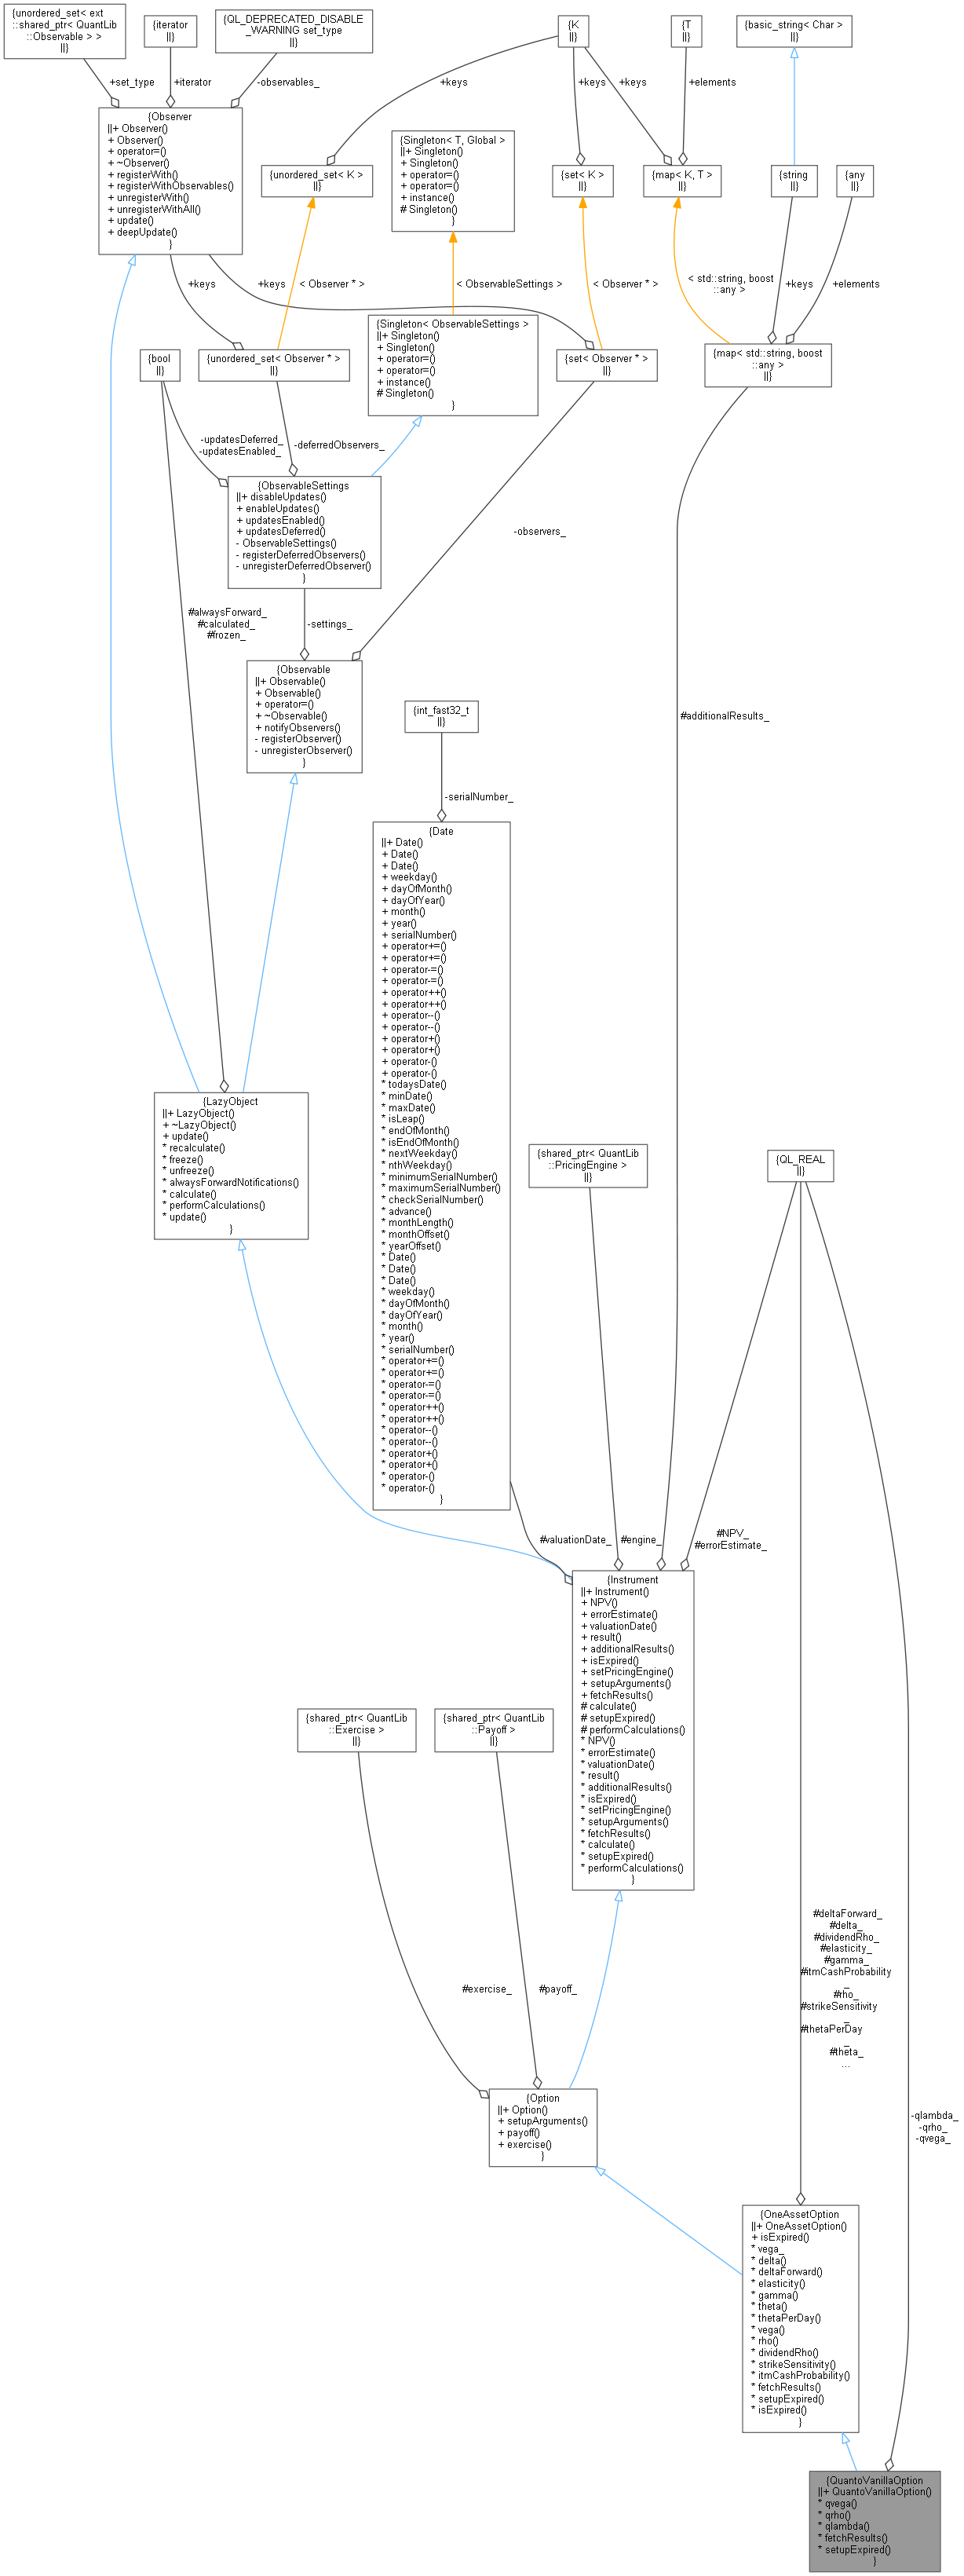 {unordered_set< ext
::shared_ptr< QuantLib
::Observable > >
||}
{iterator
||}
{QL_DEPRECATED_DISABLE
_WARNING set_type
||}
{K
||}
{T
||}
{basic_string< Char >
||}
+set_type
+iterator
-observables_
+keys
+keys
+keys
+elements
{Observer
||+ Observer()
+ Observer()
+ operator=()
+ ~Observer()
+ registerWith()
+ registerWithObservables()
+ unregisterWith()
+ unregisterWithAll()
+ update()
+ deepUpdate()
}
{unordered_set< K >
||}
{Singleton< T, Global >
||+ Singleton()
+ Singleton()
+ operator=()
+ operator=()
+ instance()
# Singleton()
}
{set< K >
||}
{map< K, T >
||}
{string
||}
{any
||}
+keys
+keys
< Observer * >
< ObservableSettings >
< Observer * >
< std::string, boost
::any >
+keys
+elements
{bool
||}
{unordered_set< Observer * >
||}
{Singleton< ObservableSettings >
||+ Singleton()
+ Singleton()
+ operator=()
+ operator=()
+ instance()
# Singleton()
}
{set< Observer * >
||}
{map< std::string, boost
::any >
||}
-updatesDeferred_
-updatesEnabled_
-deferredObservers_
{ObservableSettings
||+ disableUpdates()
+ enableUpdates()
+ updatesEnabled()
+ updatesDeferred()
- ObservableSettings()
- registerDeferredObservers()
- unregisterDeferredObserver()
}
-observers_
#alwaysForward_
#calculated_
#frozen_
-settings_
{Observable
||+ Observable()
+ Observable()
+ operator=()
+ ~Observable()
+ notifyObservers()
- registerObserver()
- unregisterObserver()
}
{int_fast32_t
||}
#additionalResults_
-serialNumber_
{Date
||+ Date()
+ Date()
+ Date()
+ weekday()
+ dayOfMonth()
+ dayOfYear()
+ month()
+ year()
+ serialNumber()
+ operator+=()
+ operator+=()
+ operator-=()
+ operator-=()
+ operator++()
+ operator++()
+ operator--()
+ operator--()
+ operator+()
+ operator+()
+ operator-()
+ operator-()
* todaysDate()
* minDate()
* maxDate()
* isLeap()
* endOfMonth()
* isEndOfMonth()
* nextWeekday()
* nthWeekday()
* minimumSerialNumber()
* maximumSerialNumber()
* checkSerialNumber()
* advance()
* monthLength()
* monthOffset()
* yearOffset()
* Date()
* Date()
* Date()
* weekday()
* dayOfMonth()
* dayOfYear()
* month()
* year()
* serialNumber()
* operator+=()
* operator+=()
* operator-=()
* operator-=()
* operator++()
* operator++()
* operator--()
* operator--()
* operator+()
* operator+()
* operator-()
* operator-()
}
{LazyObject
||+ LazyObject()
+ ~LazyObject()
+ update()
* recalculate()
* freeze()
* unfreeze()
* alwaysForwardNotifications()
* calculate()
* performCalculations()
* update()
}
{shared_ptr< QuantLib
::PricingEngine >
||}
{QL_REAL
||}
#valuationDate_
#engine_
#NPV_
#errorEstimate_
{Instrument
||+ Instrument()
+ NPV()
+ errorEstimate()
+ valuationDate()
+ result()
+ additionalResults()
+ isExpired()
+ setPricingEngine()
+ setupArguments()
+ fetchResults()
# calculate()
# setupExpired()
# performCalculations()
* NPV()
* errorEstimate()
* valuationDate()
* result()
* additionalResults()
* isExpired()
* setPricingEngine()
* setupArguments()
* fetchResults()
* calculate()
* setupExpired()
* performCalculations()
}
{shared_ptr< QuantLib
::Exercise >
||}
{shared_ptr< QuantLib
::Payoff >
||}
#exercise_
#payoff_
#deltaForward_
#delta_
#dividendRho_
#elasticity_
#gamma_
#itmCashProbability
_
#rho_
#strikeSensitivity
_
#thetaPerDay
_
#theta_
...
{Option
||+ Option()
+ setupArguments()
+ payoff()
+ exercise()
}
-qlambda_
-qrho_
-qvega_
{OneAssetOption
||+ OneAssetOption()
+ isExpired()
* vega_
* delta()
* deltaForward()
* elasticity()
* gamma()
* theta()
* thetaPerDay()
* vega()
* rho()
* dividendRho()
* strikeSensitivity()
* itmCashProbability()
* fetchResults()
* setupExpired()
* isExpired()
}
{QuantoVanillaOption
||+ QuantoVanillaOption()
* qvega()
* qrho()
* qlambda()
* fetchResults()
* setupExpired()
}